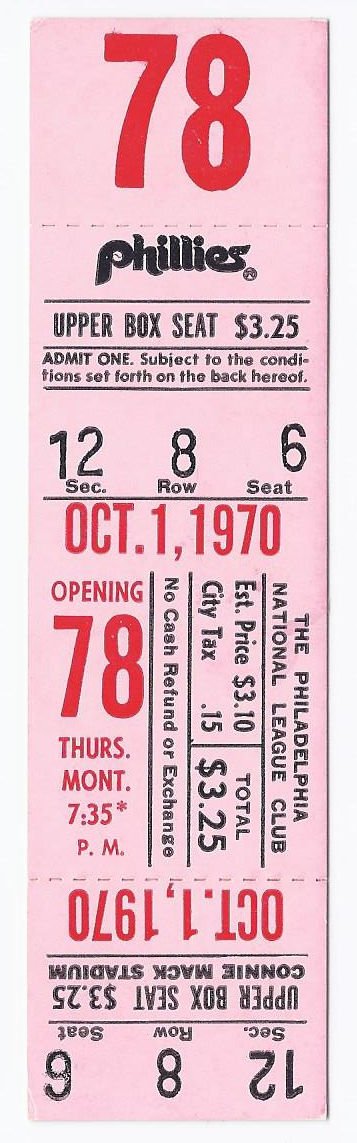 78
phillies®
UPPER BOX SEAT $3.25
ADMIT ONE. Subject to the condi-
tions set forth on the back hereof.
12 8 6
Sec. Row Seat
OCT. 1, 1970
OPENING
78
THURS.
MONT.
7:35*
P. M.
No Cash Refund or Exchange
Est. Price $3.10
City Tax .15
TOTAL
$3.25
THE PHILADELPHIA
NATIONAL LEAGUE CLUB
OCT. 1, 1970
CONNIE MACK STADIUM
UPPER BOX SEAT $3.25
Sec. Row Seat
12 8 6